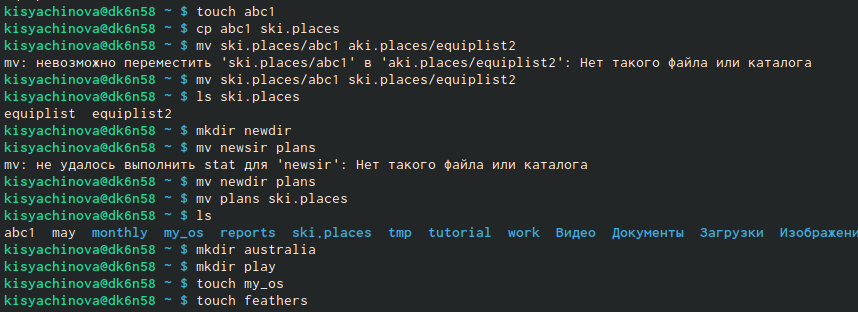 kisyachinova@dk6n58 ~ $ touch abc1
kisyachinova@dk6n58 ~ $ cp abc1 ski.places
kisyachinova@dk6n58 ~ $ mv ski.places/abc1 aki.places/equiplist2
mv: невозможно переместить 'ski.places/abc1' в 'aki.places/equiplist2': Нет такого файла или каталога
kisyachinova@dk6n58 ~ $ mv ski.places/abc1 ski.places/equiplist2
kisyachinova@dk6n58 ~ $ ls ski.places
equiplist  equiplist2
kisyachinova@dk6n58 ~ $ mkdir newdir
kisyachinova@dk6n58 ~ $ mv newsir plans
mv: не удалось выполнить stat для 'newsir': Нет такого файла или каталога
kisyachinova@dk6n58 ~ $ mv newdir plans
kisyachinova@dk6n58 ~ $ mv plans ski.places
kisyachinova@dk6n58 ~ $ ls
abc1  may  monthly  my_os  reports  ski.places  tmp  tutorial  work  Видео  Документы  Загрузки  Изображени
kisyachinova@dk6n58 ~ $ mkdir australia
kisyachinova@dk6n58 ~ $ mkdir play
kisyachinova@dk6n58 ~ $ touch my_os
kisyachinova@dk6n58 ~ $ touch feathers